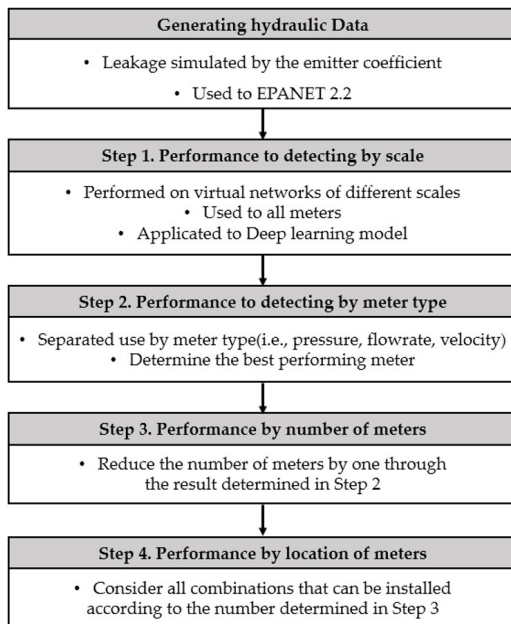 Generating hydraulic Data
• Leakage simulated by the emitter coefficient
• Used to EPANET 2.2
Step 1. Performance to detecting by scale
• Performed on virtual networks of different scales
• Used to all meters
• Applicated to Deep learning model
Step 2. Performance to detecting by meter type
• Separated use by meter type(i.e., pressure, flowrate, velocity)
• Determine the best performing meter
Step 3. Performance by number of meters
• Reduce the number of meters by one through
the result determined in Step 2
Step 4. Performance by location of meters
• Consider all combinations that can be installed
according to the number determined in Step 3